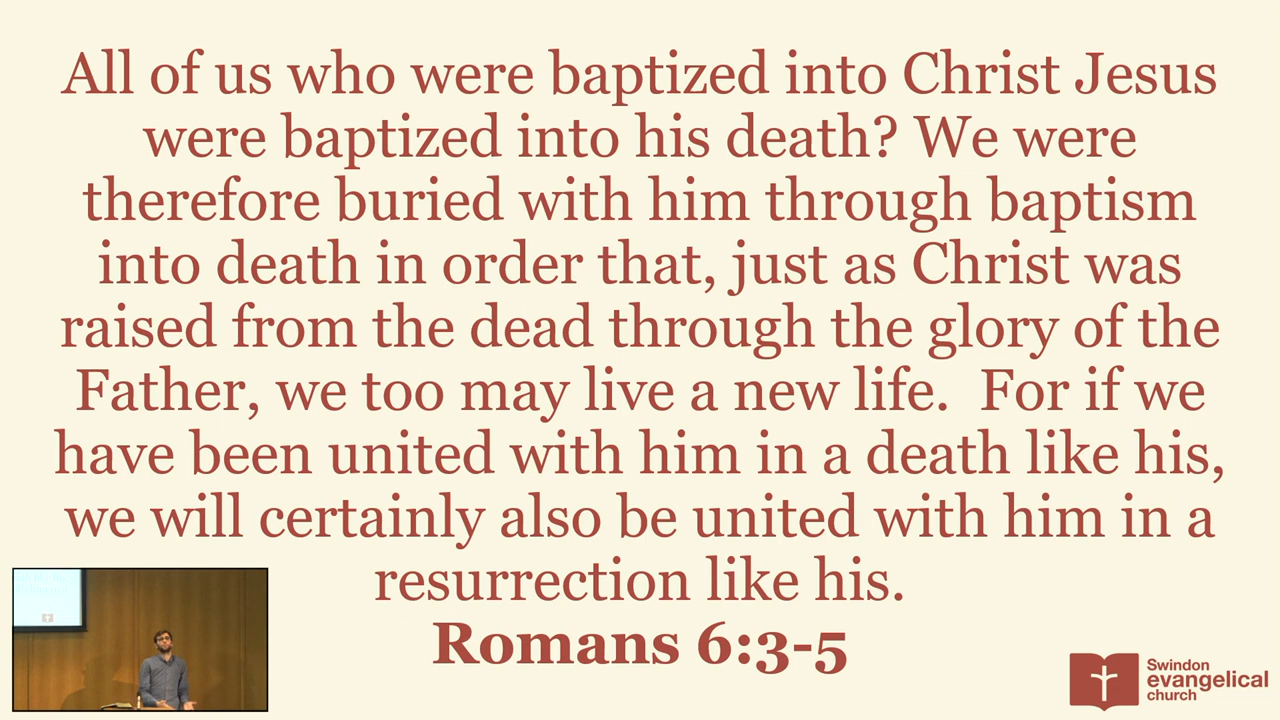 All of us who were baptized into Christ Jesus
were baptized into his death? We were
therefore buried with him through baptism
into death in order that, just as Christ was
raised from the dead through the glory of the
Father, we too may live a new life.  For if we
have been united with him in a death like his,
we will certainly also be united with him in a
resurrection like his.
Romans 6:3-5
Swindon
evangelical
church